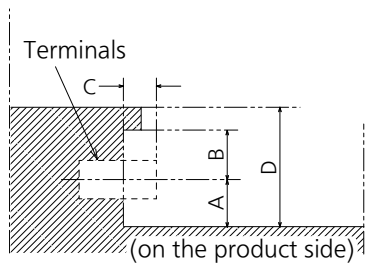 Terminals
C
B
D
A
(on the product side)